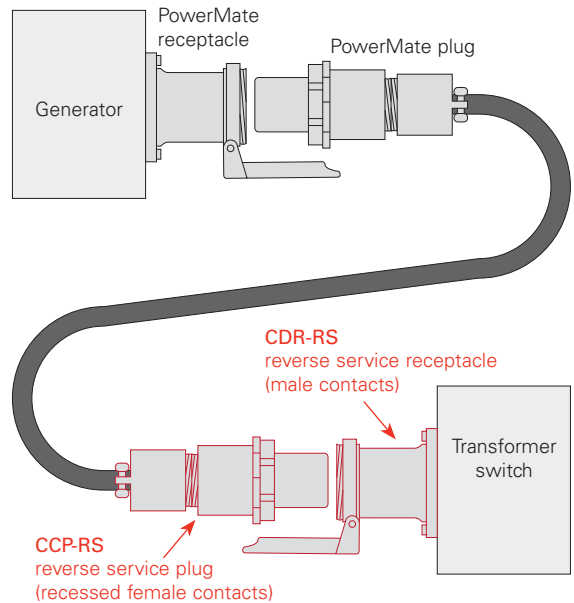 PowerMate
receptacle
PowerMate plug
Generator
CDR-RS
reverse service receptacle
(male contacts)
Transformer
switch
CCP-RS
reverse service plug
(recessed female contacts)